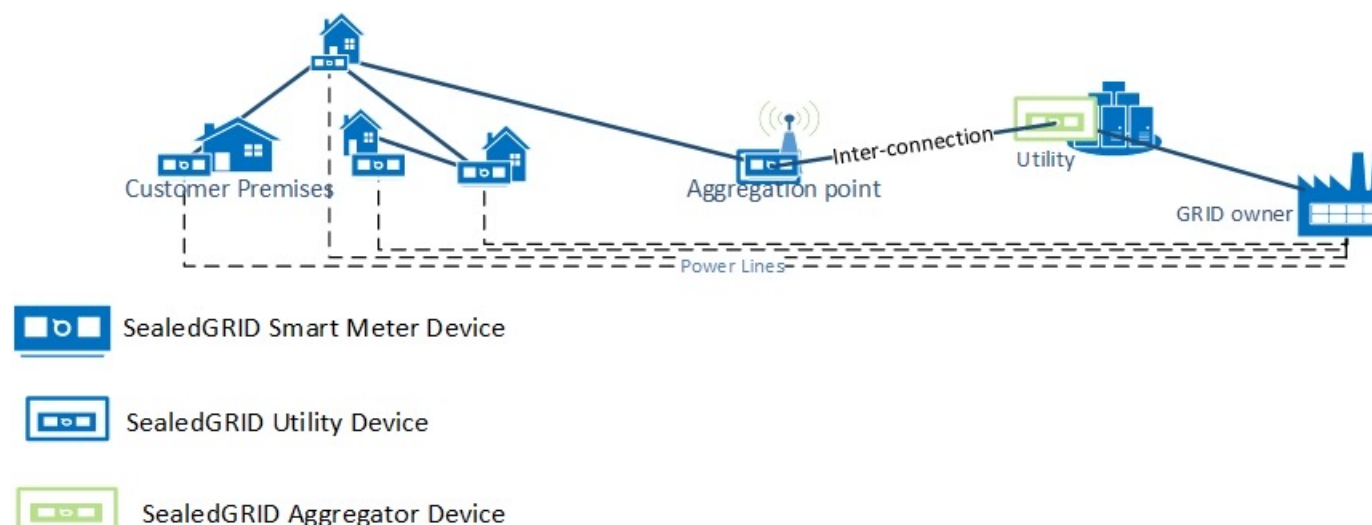 Inter-connection
Utility
Customer Premises
Aggregation point
GRID owner
Power Lines
SealedGRID Smart Meter Device
SealedGRID Utility Device
SealedGRID Aggregator Device